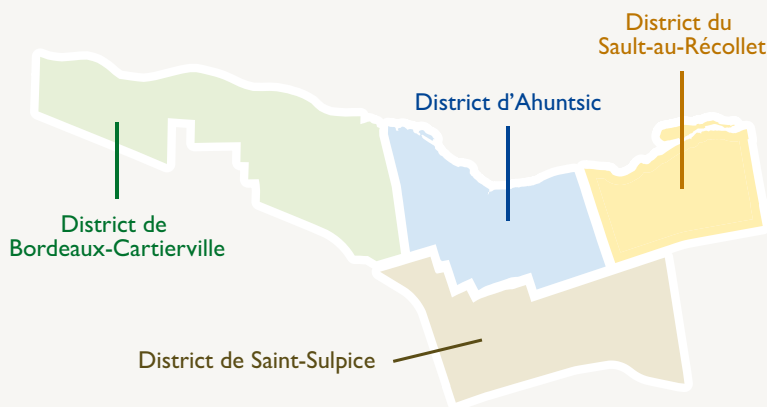 District du
Sault-au-Récollet
District d'Ahuntsic
District de
Bordeaux-Cartierville
District de Saint-Sulpice